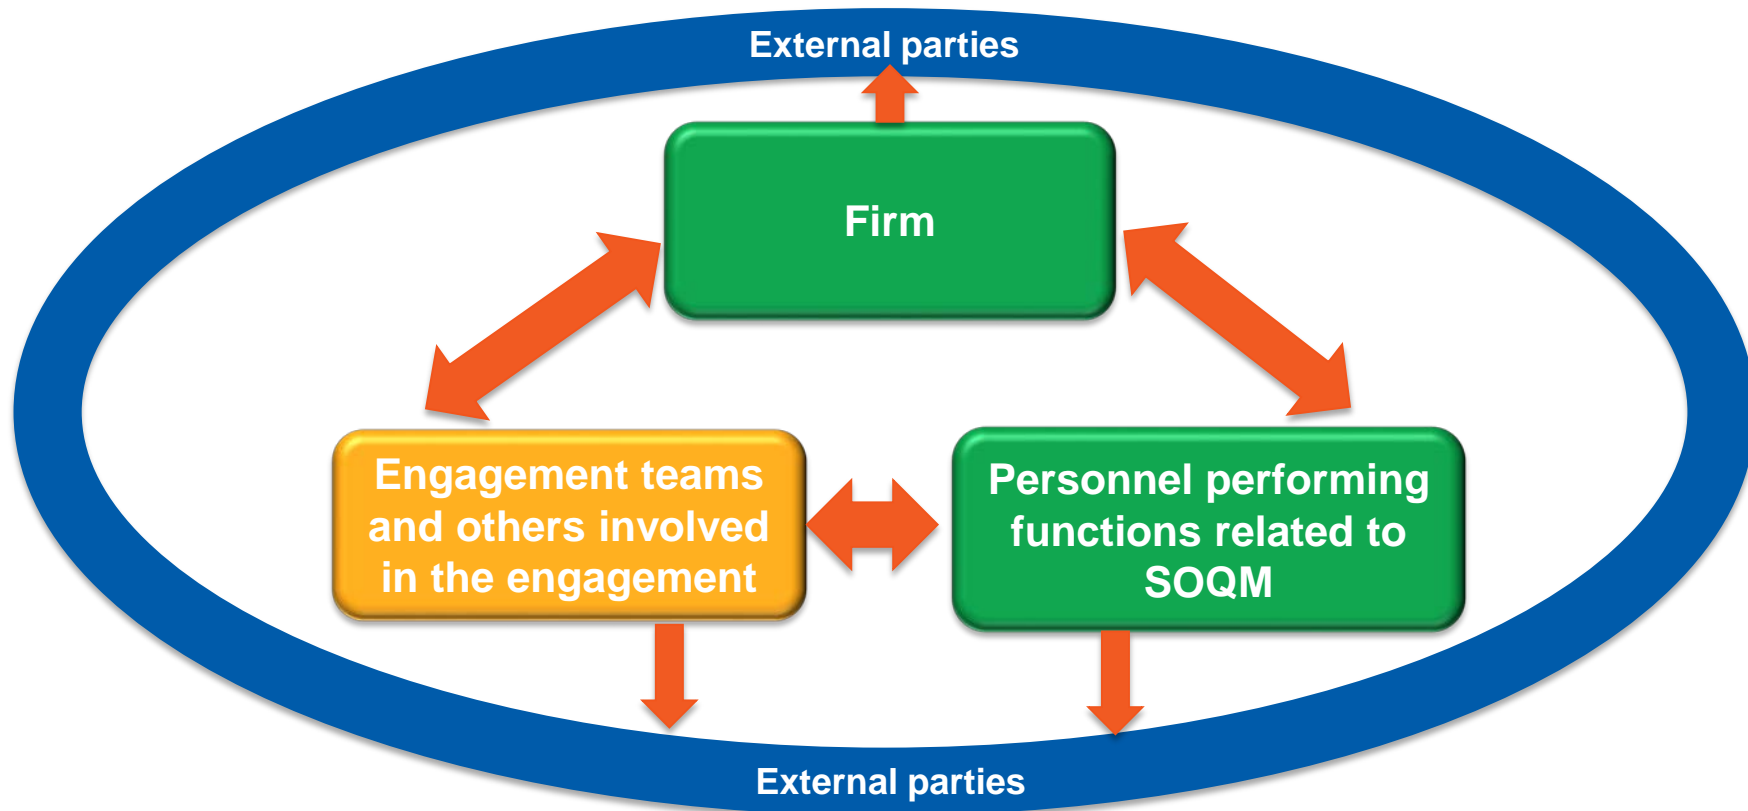 External parties
Firm
Engagement teams
and others involved
in the engagement
Personnel performing
functions related to
SOQM
External parties